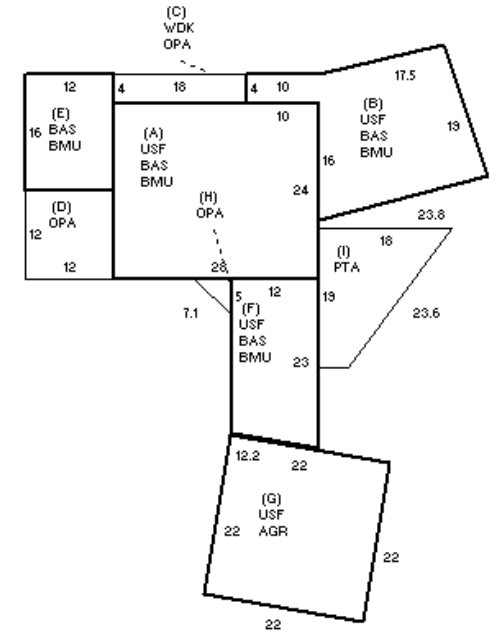 (C)
WDK
OPA
12
4
18
4
10
17.5
(E)
BAS
BMU
16
(A)
USF
BAS
BMU
10
(B)
USF
BAS
BMU
19
16
24
(H)
OPA
(D)
OPA
12
12
23.8
18
(I)
PTA
28
5
12
19
7.1
(F)
USF
BAS
BMU
23
23.6
12.2
22
(G)
USF
AGR
22
22
22